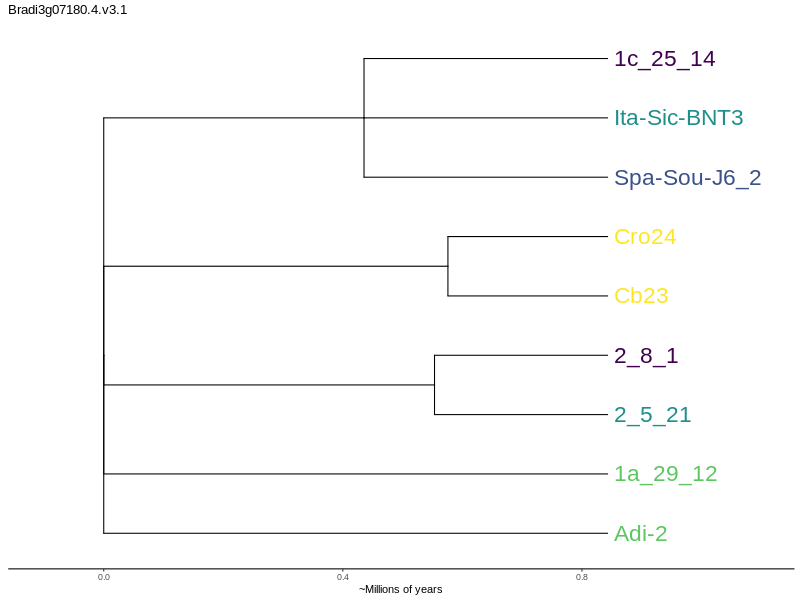 Bradi3g07180.4.v3.1
1c_25_14
Ita-Sic-BNT3
Spa-Sou-J6_2
Cro24
Cb23
2_8_1
2_5_21
1a_29_12
Adi-2
0.0 0.4 0.8
~Millions of years